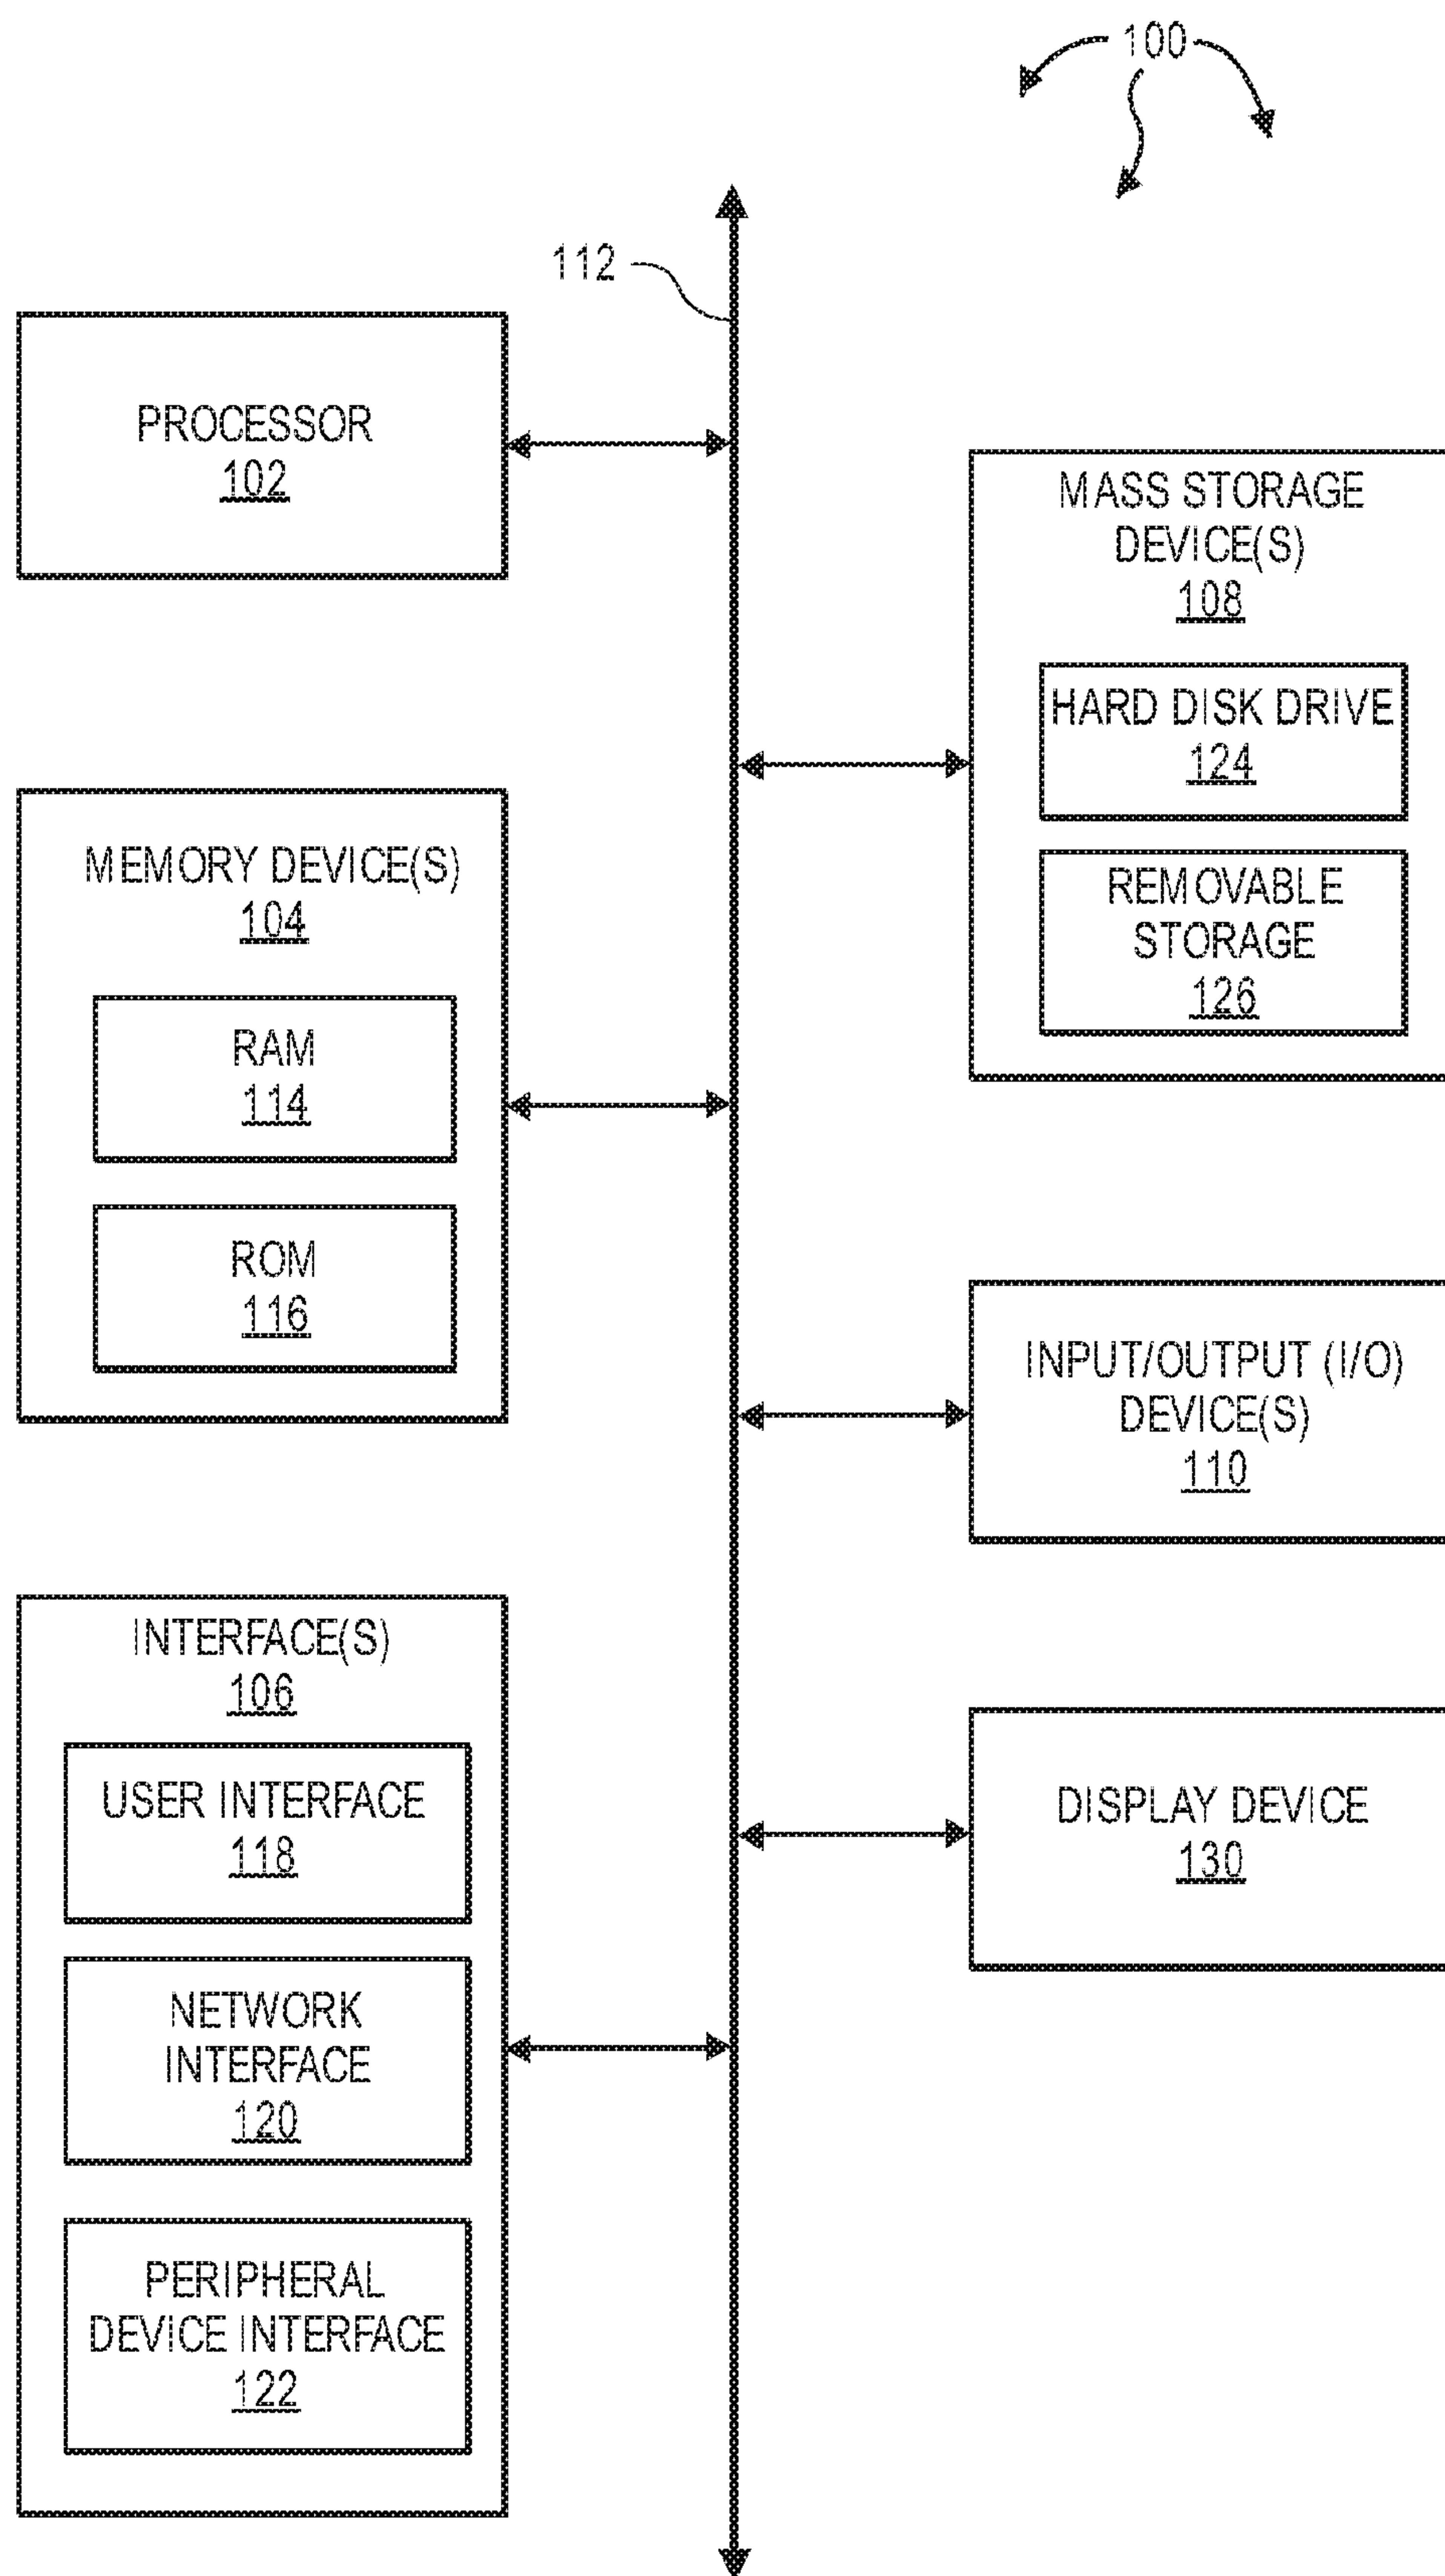 100
112
PROCESSOR
102
MEMORY DEVICE(S)
104
RAM
114
ROM
116
INTERFACE(S)
106
USER INTERFACE
118
NETWORK
INTERFACE
120
PERIPHERAL
DEVICE INTERFACE
122
MASS STORAGE
DEVICE(S)
108
HARD DISK DRIVE
124
REMOVABLE
STORAGE
126
INPUT/OUTPUT (I/O)
DEVICE(S)
110
DISPLAY DEVICE
130